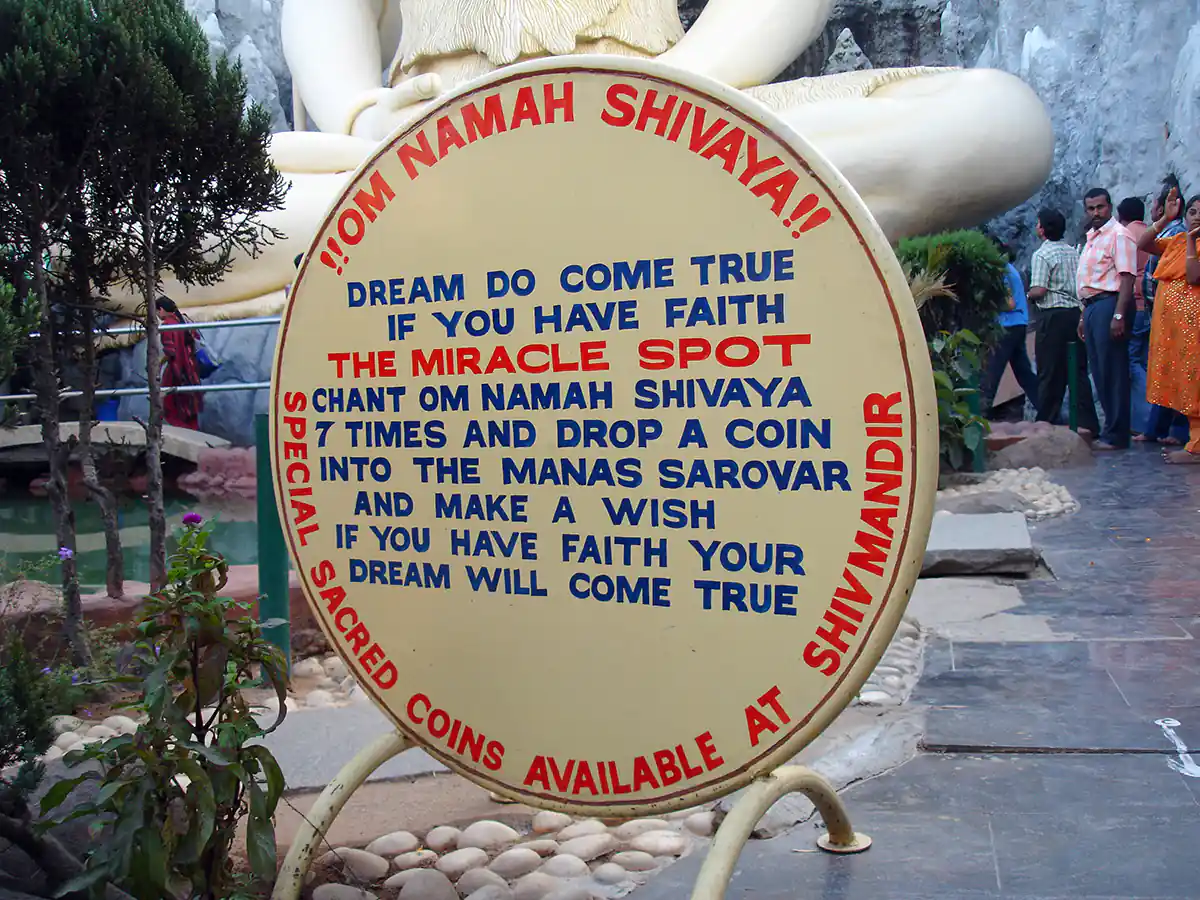 !!OM NAMAH SHIVAYA!!
DREAM DO COME TRUE
IF YOU HAVE FAITH
THE MIRACLE SPOT
CHANT OM NAMAH SHIVAYA
7 TIMES AND DROP A COIN
INTO THE MANAS SAROVAR
AND MAKE A WISH
IF YOU HAVE FAITH YOUR
DREAM WILL COME TRUE
SPECIAL SACRED COINS AVAILABLE AT SHIVMANDIR